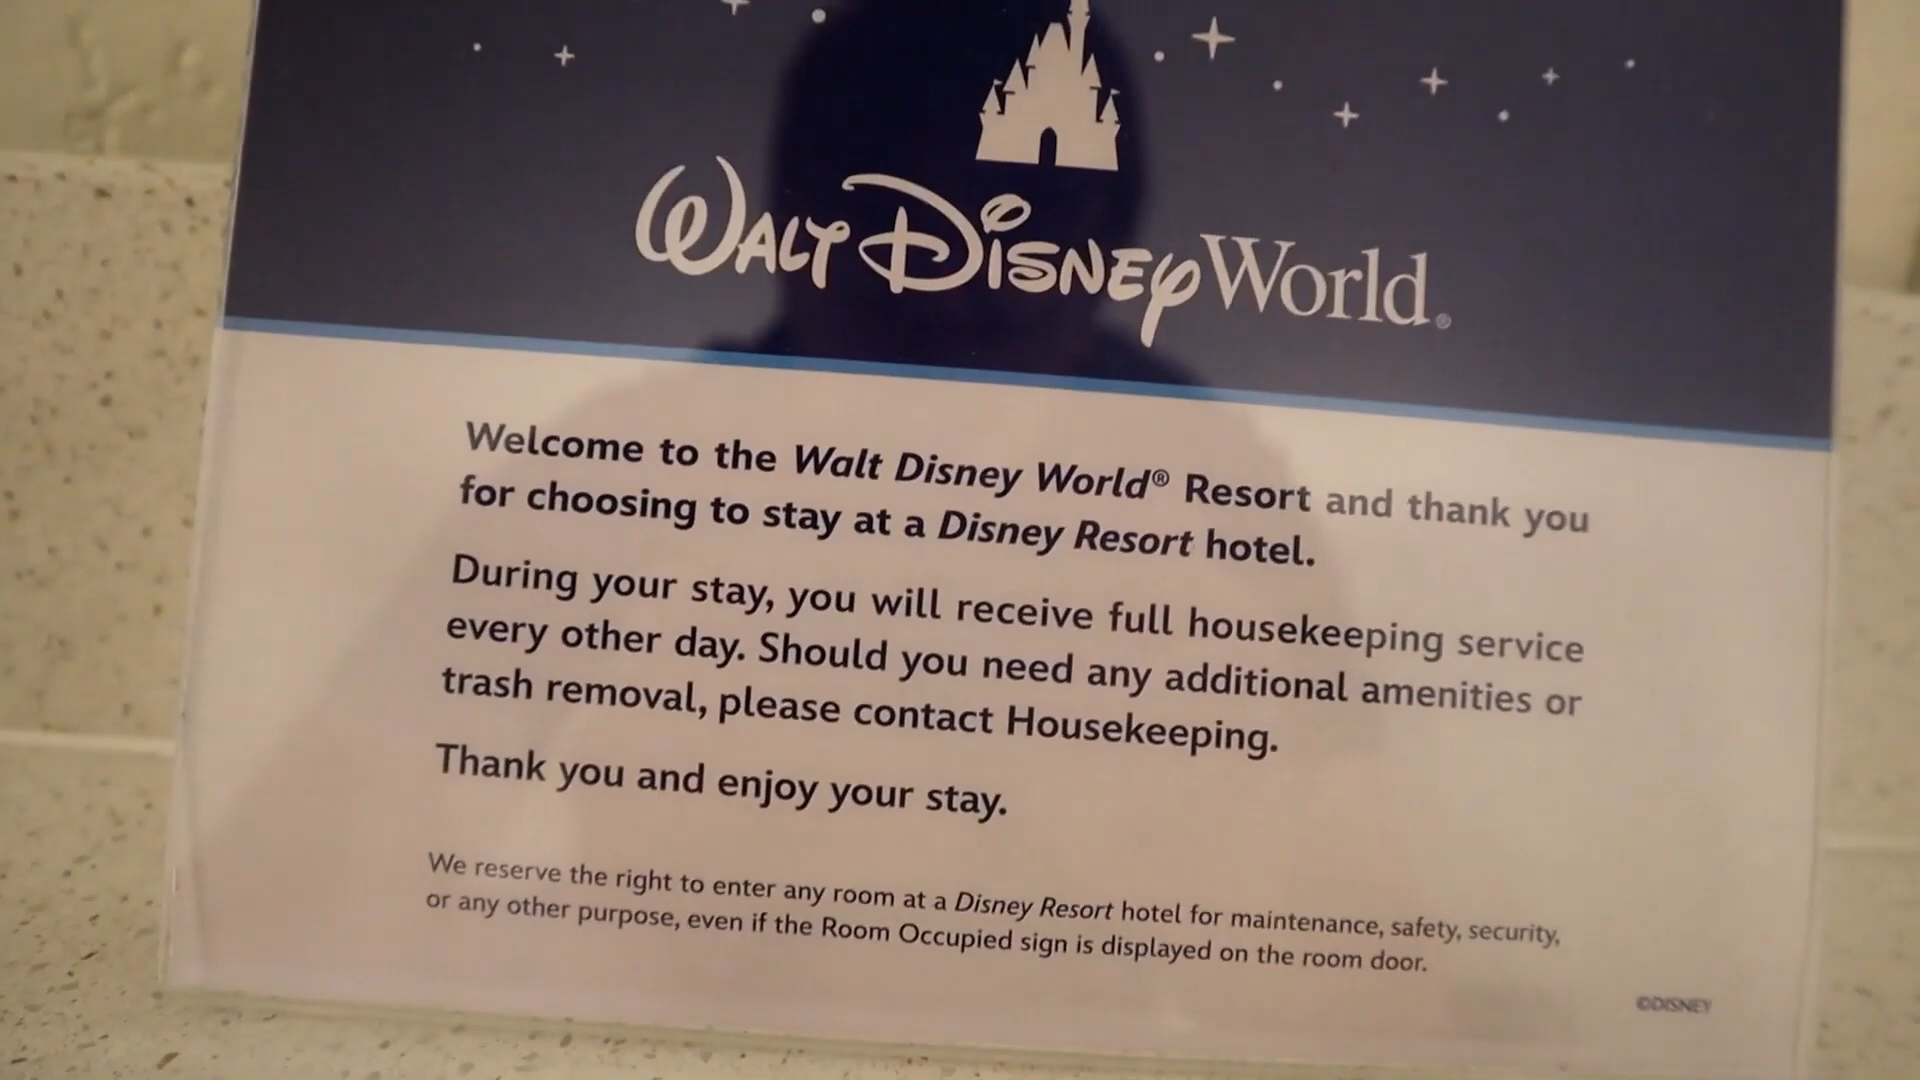 WALT DISNEY World®
Welcome to the Walt Disney World® Resort and thank you
for choosing to stay at a Disney Resort hotel.
During your stay, you will receive full housekeeping service
every other day. Should you need any additional amenities or
trash removal, please contact Housekeeping.
Thank you and enjoy your stay.
We reserve the right to enter any room at a Disney Resort hotel for maintenance, safety, security,
or any other purpose, even if the Room Occupied sign is displayed on the room door.
©DISNEY